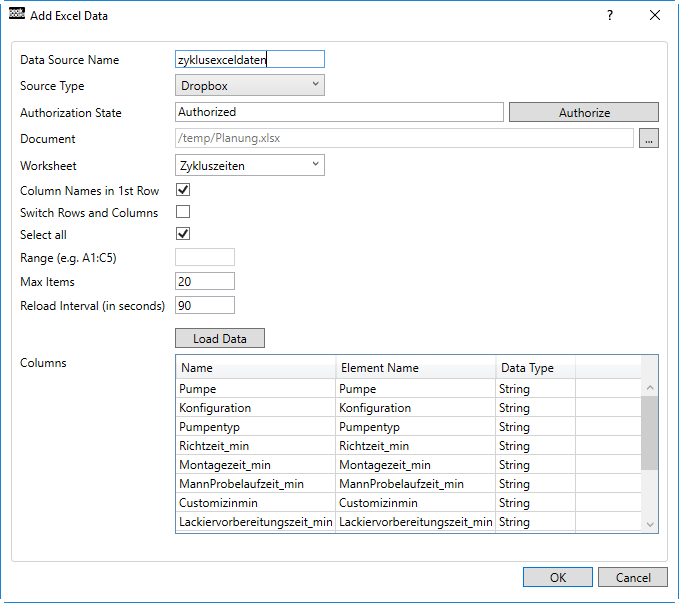 peak board Add Excel Data ?
Data Source Name zyklusexceldaten
Source Type Dropbox
Authorization State Authorized Authorize
Document /temp/Planung.xlsx ...
Worksheet Zykluszeiten
Column Names in 1st Row
Switch Rows and Columns
Select all
Range (e.g. A1:C5)
Max Items 20
Reload Interval (in seconds) 90
Load Data
Columns Name Element Name Data Type
Pumpe Pumpe String
Konfiguration Konfiguration String
Pumpentyp Pumpentyp String
Richtzeit_min Richtzeit_min String
Montagezeit_min Montagezeit_min String
MannProbelaufzeit_min MannProbelaufzeit_min String
Customizinmin Customizinmin String
Lackiervorbereitungszeit_min Lackiervorbereitungszeit_min String
OK Cancel